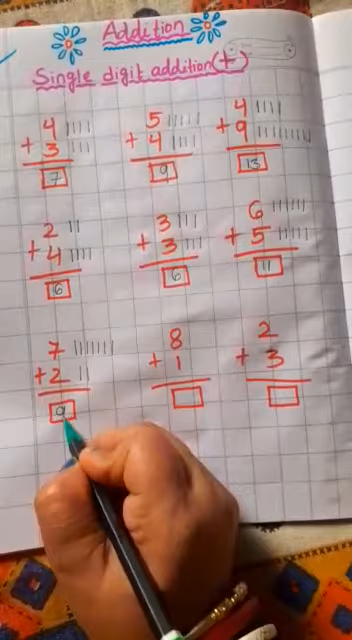 Addition
Single digit addition(+)
4 5 4
+ 3 + 4 + 9
7 9 13
2 3 6
+ 4 + 3 + 5
6 6 11
7 8 2
+ 2 + 1 + 3
9